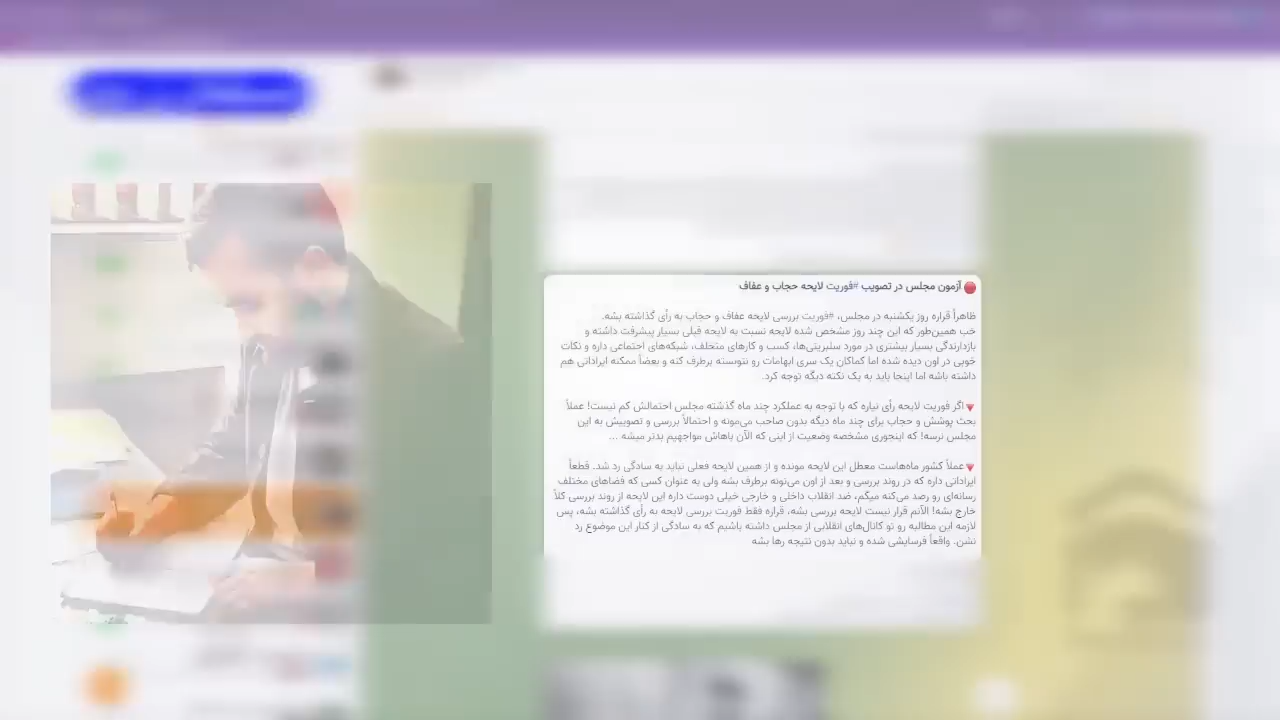 آزمون مجلس در تصویب #فوریت لایحه حجاب و عفاف
ظاهراً قراره روز یکشنبه در مجلس، #فوریت بررسی لایحه عفاف و حجاب به رأی گذاشته بشه.
خب همین‌طور که این چند روز مشخص شده لایحه نسبت به لایحه قبلی بسیار پیشرفت داشته و
بازدارندگی بسیار بیشتری در مورد سلبریتی‌ها، کسب و کارهای متخلف، شبکه‌های اجتماعی داره و نکات
خوبی در اون دیده شده اما کماکان یک سری ابهامات رو نتونسته برطرف کنه و بعضاً ممکنه ایراداتی هم
داشته باشه اما اینجا باید به یک نکته دیگه توجه کرد.
اگر فوریت لایحه رأی نیاره که با توجه به عملکرد چند ماه گذشته مجلس احتمالش کم نیست! عملاً
بحث پوشش و حجاب برای چند ماه دیگه بدون صاحب می‌مونه و احتمالاً بررسی و تصویبش به این
مجلس نرسه! که اینجوری مشخصه وضعیت از اینی که الآن باهاش مواجهیم بدتر میشه ...
عملاً کشور ماه‌هاست معطل این لایحه مونده و از همین لایحه فعلی نباید به سادگی رد شد. قطعاً
ایراداتی داره که در روند بررسی و بعد از اون می‌تونه برطرف بشه ولی به عنوان کسی که فضاهای مختلف
رسانه‌ای رو رصد می‌کنه میگم، ضد انقلاب داخلی و خارجی خیلی دوست داره این لایحه از روند بررسی کلاً
خارج بشه! الآنم قرار نیست لایحه بررسی بشه، قراره فقط فوریت بررسی لایحه به رأی گذاشته بشه، پس
لازمه این مطالبه رو تو کانال‌های انقلابی از مجلس داشته باشیم که به سادگی از کنار این موضوع رد
نشن. واقعاً فرسایشی شده و نباید بدون نتیجه رها بشه